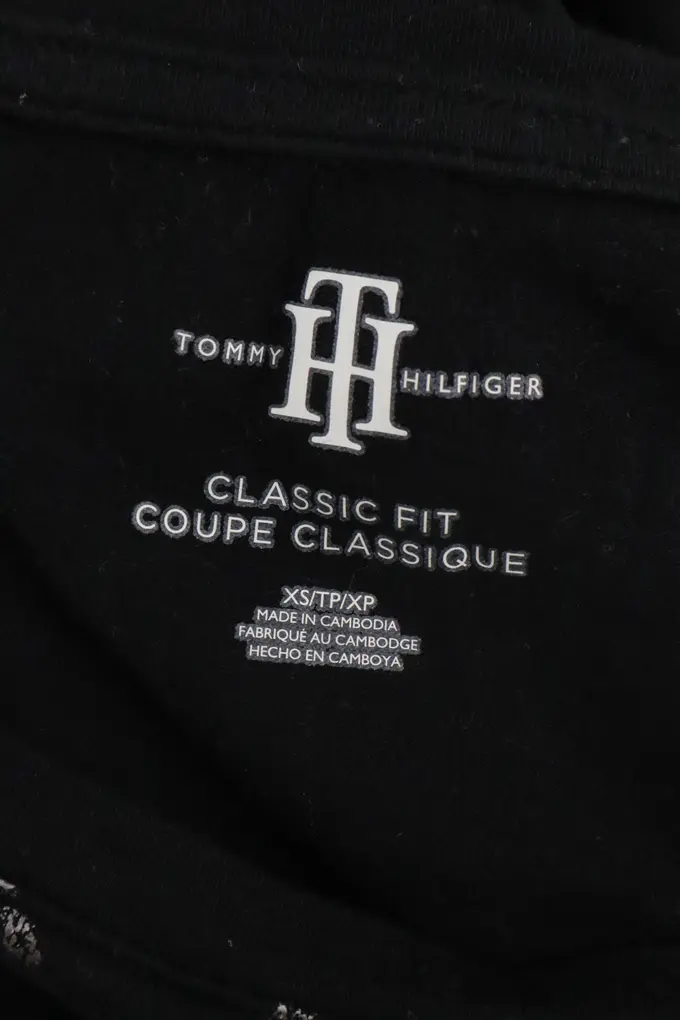 TOMMY TH HILFIGER
CLASSIC FIT
COUPE CLASSIQUE
XS/TP/XP
MADE IN CAMBODIA
FABRIQUÉ AU CAMBODGE
HECHO EN CAMBOYA